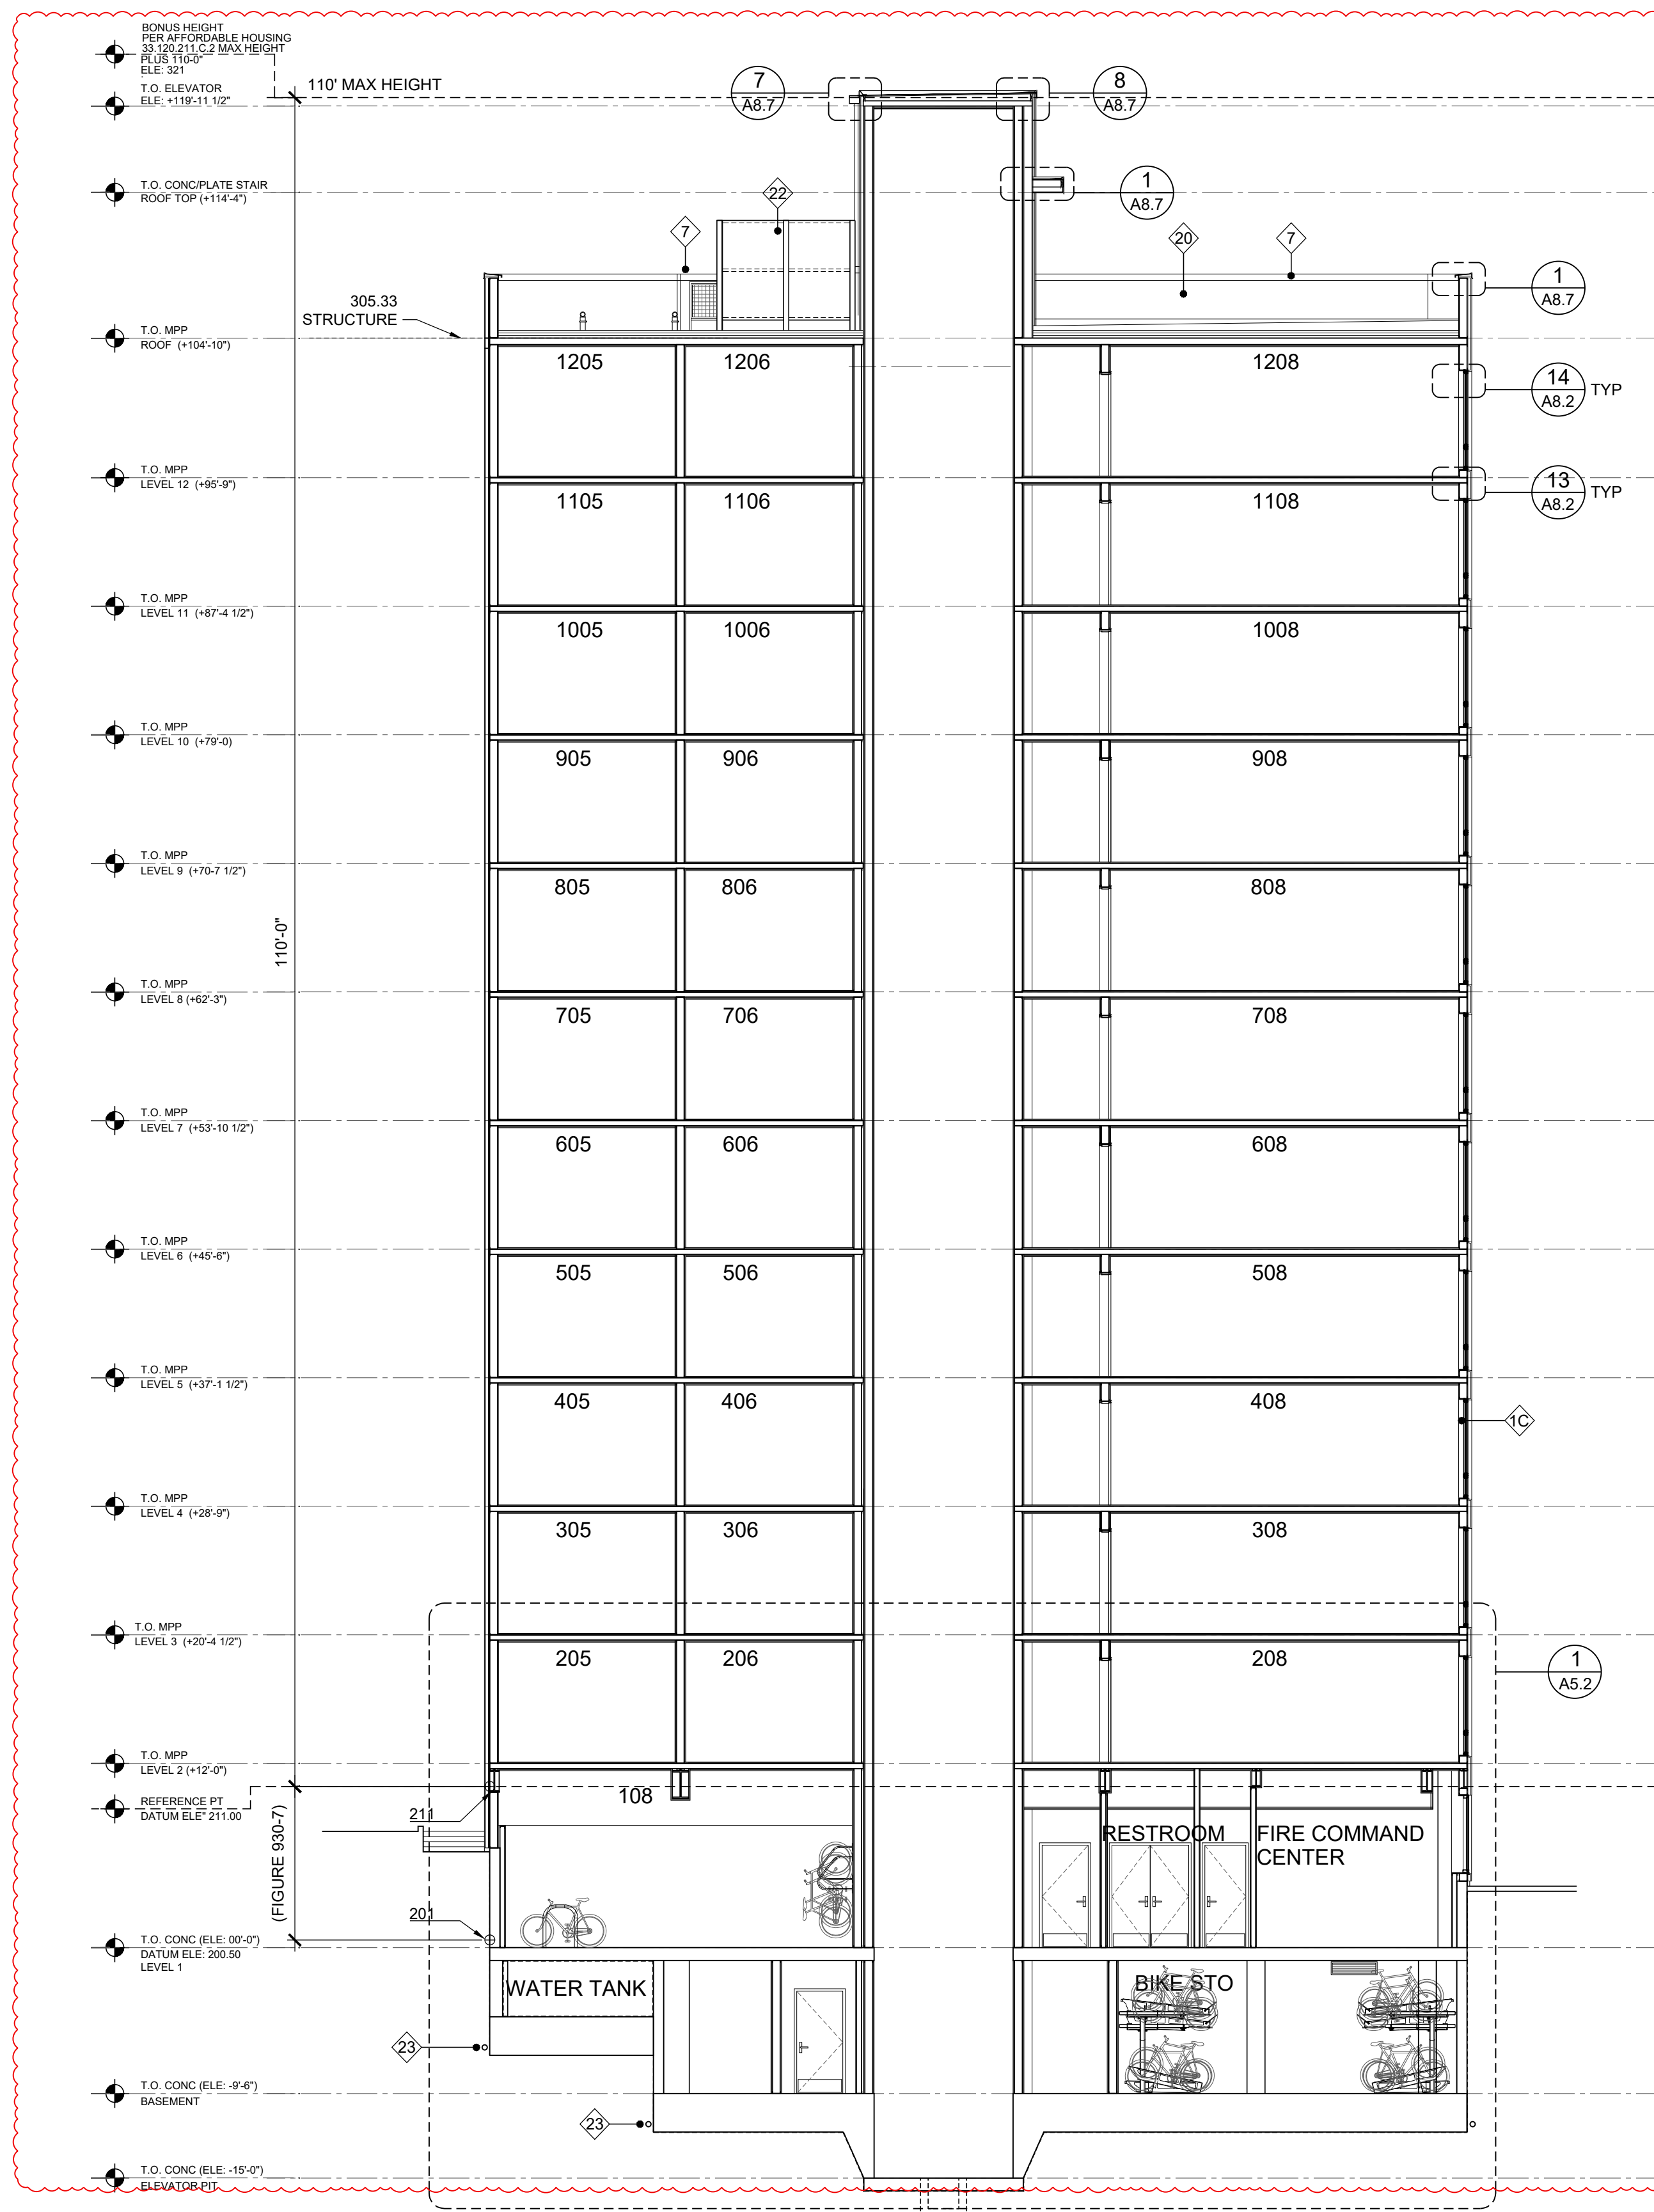 BONUS HEIGHT
PER AFFORDABLE HOUSING
33.120.211.C.2 MAX HEIGHT
PLUS 110-0"
ELE: 321
T.O. ELEVATOR
ELE: +119'-11 1/2"
110' MAX HEIGHT
7
A8.7
8
A8.7
T.O. CONC/PLATE STAIR
ROOF TOP (+114'-4")
22
1
A8.7
7
20
7
1
A8.7
305.33
STRUCTURE
T.O. MPP
ROOF (+104'-10")
1205
1206
1208
14
A8.2
TYP
T.O. MPP
LEVEL 12 (+95'-9")
1105
1106
1108
13
A8.2
TYP
T.O. MPP
LEVEL 11 (+87'-4 1/2")
1005
1006
1008
T.O. MPP
LEVEL 10 (+79'-0)
905
906
908
T.O. MPP
LEVEL 9 (+70-7 1/2")
805
806
808
110'-0"
T.O. MPP
LEVEL 8 (+62'-3")
705
706
708
T.O. MPP
LEVEL 7 (+53'-10 1/2")
605
606
608
T.O. MPP
LEVEL 6 (+45'-6")
505
506
508
T.O. MPP
LEVEL 5 (+37'-1 1/2")
405
406
408
1C
T.O. MPP
LEVEL 4 (+28'-9")
305
306
308
T.O. MPP
LEVEL 3 (+20'-4 1/2")
205
206
208
1
A5.2
T.O. MPP
LEVEL 2 (+12'-0")
108
REFERENCE PT
DATUM ELE" 211.00
211
(FIGURE 930-7)
RESTROOM
FIRE COMMAND
CENTER
201
T.O. CONC (ELE: 00'-0")
DATUM ELE: 200.50
LEVEL 1
WATER TANK
BIKE STO
23
T.O. CONC (ELE: -9'-6")
BASEMENT
23
T.O. CONC (ELE: -15'-0")
ELEVATOR PIT